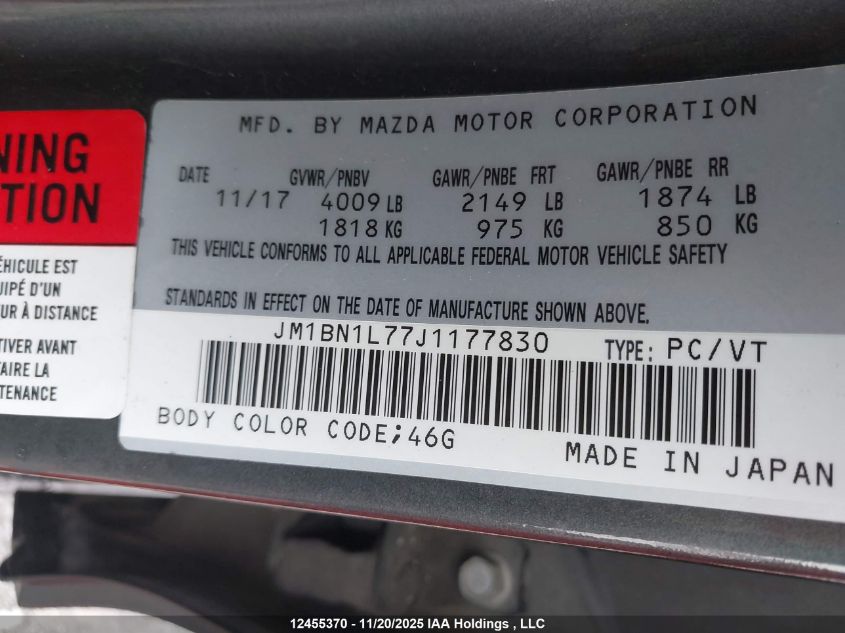 NING
TION
ÉHICULE EST
UIPÉ D'UN
UR À DISTANCE
TIVER AVANT
FAIRE LA
TENANCE
MFD. BY MAZDA MOTOR CORPORATION
DATE GVWR/PNBV GAWR/PNBE FRT GAWR/PNBE RR
11/17 4009 LB 2149 LB 1874 LB
1818 KG 975 KG 850 KG
THIS VEHICLE CONFORMS TO ALL APPLICABLE FEDERAL MOTOR VEHICLE SAFETY
STANDARDS IN EFFECT ON THE DATE OF MANUFACTURE SHOWN ABOVE.
JM1BN1L77J1177830 TYPE: PC/VT
BODY COLOR CODE;46G
MADE IN JAPAN
12455370 - 11/20/2025 IAA Holdings , LLC